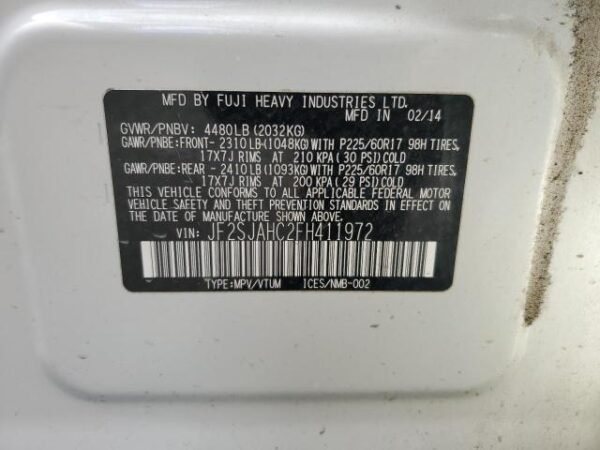 MFD BY FUJI HEAVY INDUSTRIES LTD.
MFD IN 02/14
GVWR/PNBV: 4480LB(2032KG)
GAWR/PNBE:FRONT- 2310LB(1048KG)WITH P225/60R17 98H TIRES,
17X7J RIMS AT 210 KPA (30 PSI)COLD
GAWR/PNBE:REAR - 2410LB(1093KG)WITH P225/60R17 98H TIRES,
17X7J RIMS AT 200 KPA (29 PSI)COLD
THIS VEHICLE CONFORMS TO ALL APPLICABLE FEDERAL MOTOR
VEHICLE SAFETY AND THEFT PREVENTION STANDARDS IN EFFECT
ON THE DATE OF MANUFACTURE SHOWN ABOVE.
VIN: JF2SJAHC2FH411972
TYPE:MPV/VTUM ICES/NMB-002